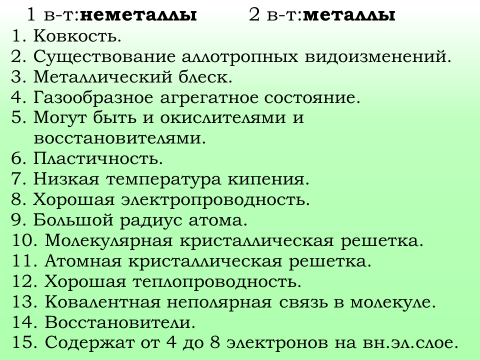 1 в-т:неметаллы 2 в-т:металлы
1. Ковкость.
2. Существование аллотропных видоизменений.
3. Металлический блеск.
4. Газообразное агрегатное состояние.
5. Могут быть и окислителями и
восстановителями.
6. Пластичность.
7. Низкая температура кипения.
8. Хорошая электропроводность.
9. Большой радиус атома.
10. Молекулярная кристаллическая решетка.
11. Атомная кристаллическая решетка.
12. Хорошая теплопроводность.
13. Ковалентная неполярная связь в молекуле.
14. Восстановители.
15. Содержат от 4 до 8 электронов на вн.эл.слое.